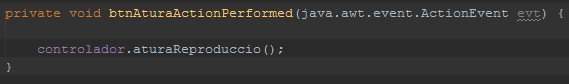 private void btnAturaActionPerformed(java.awt.event.ActionEvent evt) {
controlador.aturaReproduccio();
}